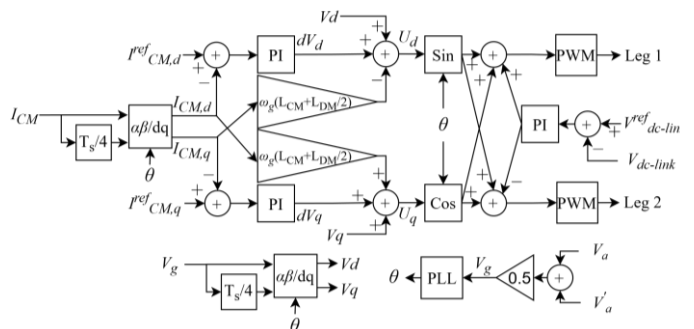 Vd
I^ref_CM,d
PI
dV_d
U_d
Sin
PWM
Leg 1
I_CM
αβ/dq
I_CM,d
ω_g(L_CM+L_DM/2)
T_s/4
I_CM,q
θ
θ
PI
V^ref_dc-lin
V_dc-link
ω_g(L_CM+L_DM/2)
I^ref_CM,q
PI
dV_q
U_q
Cos
PWM
Leg 2
V_q
V_g
αβ/dq
Vd
Vq
T_s/4
θ
θ
PLL
V_g
0.5
V_a
V'_a